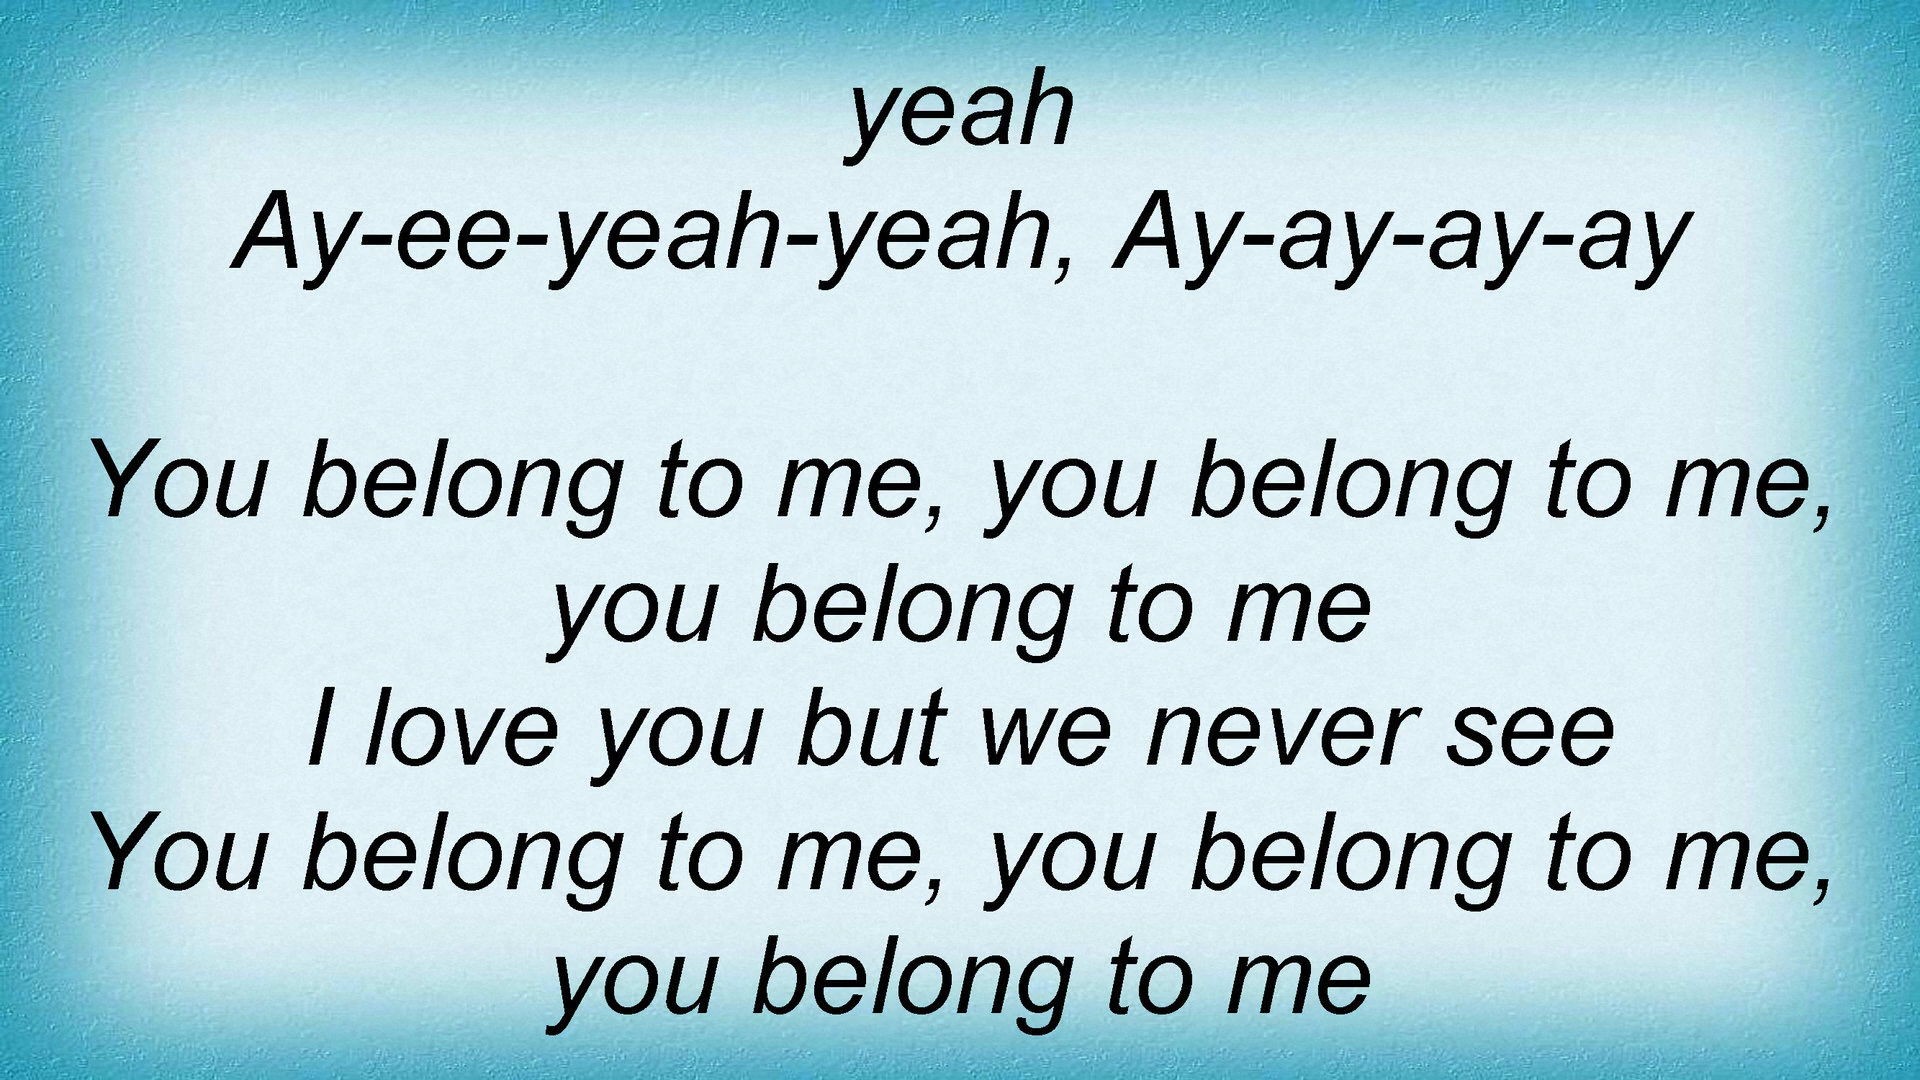 yeah
Ay-ee-yeah-yeah, Ay-ay-ay-ay
You belong to me, you belong to me,
you belong to me
I love you but we never see
You belong to me, you belong to me,
you belong to me